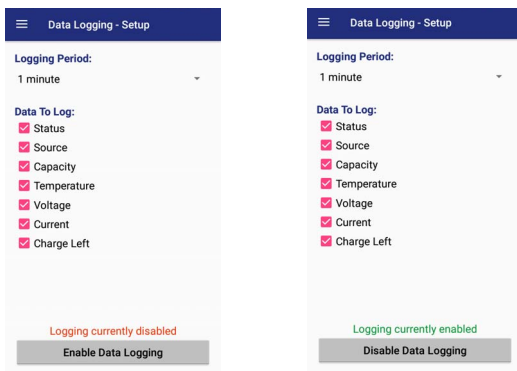 Data Logging - Setup
Logging Period:
1 minute
Data To Log:
Status
Source
Capacity
Temperature
Voltage
Current
Charge Left
Logging currently disabled
Enable Data Logging
Data Logging - Setup
Logging Period:
1 minute
Data To Log:
Status
Source
Capacity
Temperature
Voltage
Current
Charge Left
Logging currently enabled
Disable Data Logging